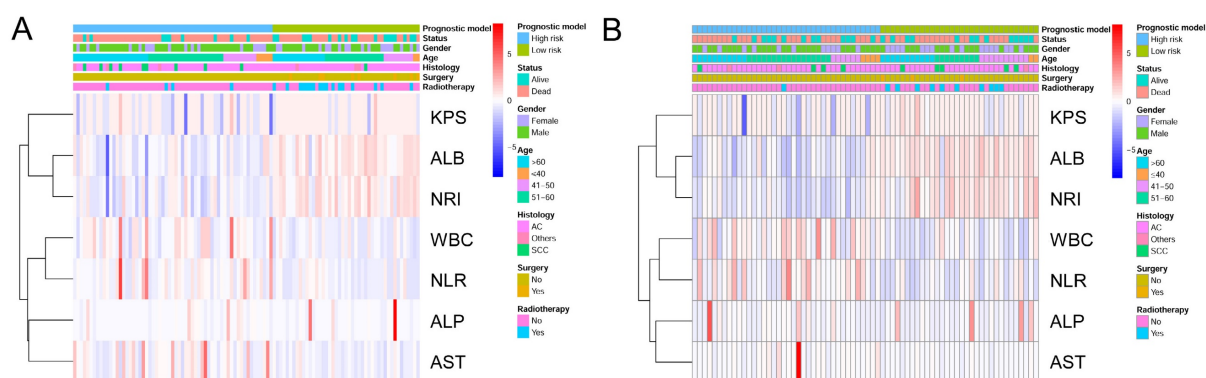 A
Prognostic model
Status
Gender
Age
Histology
Surgery
Radiotherapy
KPS
ALB
NRI
WBC
NLR
ALP
AST
5
0
−5
Prognostic model
High risk
Low risk
Status
Alive
Dead
Gender
Female
Male
Age
>60
<40
41−50
51−60
Histology
AC
Others
SCC
Surgery
No
Yes
Radiotherapy
No
Yes
B
Prognostic model
Status
Gender
Age
Histology
Surgery
Radiotherapy
KPS
ALB
NRI
WBC
NLR
ALP
AST
5
0
−5
Prognostic model
High risk
Low risk
Status
Alive
Dead
Gender
Female
Male
Age
>60
≤40
41−50
51−60
Histology
AC
Others
SCC
Surgery
No
Yes
Radiotherapy
No
Yes